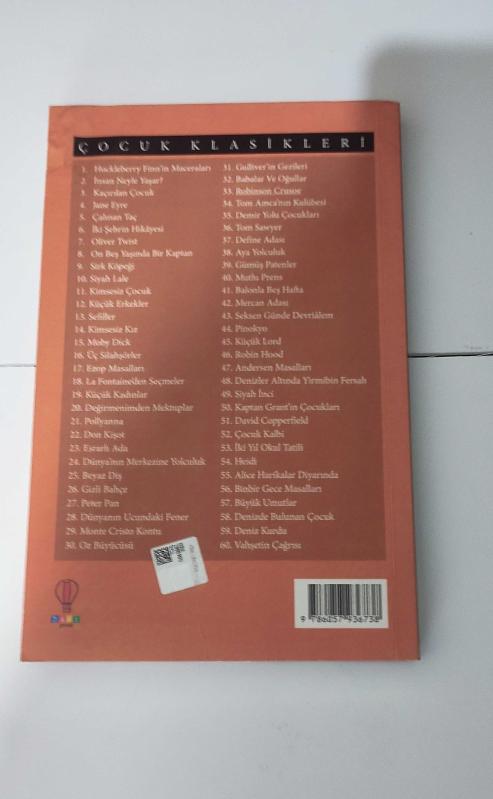 ÇOCUK KLASİKLERİ
1. Huckleberry Finn'in Maceraları
2. İnsan Neyle Yaşar?
3. Kaçırılan Çocuk
4. Jane Eyre
5. Çalınan Taç
6. İki Şehrin Hikâyesi
7. Oliver Twist
8. On Beş Yaşında Bir Kaptan
9. Sirk Köpeği
10. Siyah Lale
11. Kimsesiz Çocuk
12. Küçük Erkekler
13. Sefiller
14. Kimsesiz Kız
15. Moby Dick
16. Üç Silahşörler
17. Ezop Masalları
18. La Fontaine'den Seçmeler
19. Küçük Kadınlar
20. Değirmenimden Mektuplar
21. Pollyanna
22. Don Kişot
23. Esrarlı Ada
24. Dünya'nın Merkezine Yolculuk
25. Beyaz Diş
26. Gizli Bahçe
27. Peter Pan
28. Dünyanın Ucundaki Fener
29. Monte Cristo Kontu
30. Oz Büyücüsü
31. Gulliver'in Gezileri
32. Babalar Ve Oğullar
33. Robinson Crusoe
34. Tom Amca'nın Kulübesi
35. Demir Yolu Çocukları
36. Tom Sawyer
37. Define Adası
38. Aya Yolculuk
39. Gümüş Patenler
40. Mutlu Prens
41. Balonla Beş Hafta
42. Mercan Adası
43. Seksen Günde Devriâlem
44. Pinokyo
45. Küçük Lord
46. Robin Hood
47. Andersen Masalları
48. Denizler Altında Yirmibin Fersah
49. Siyah İnci
50. Kaptan Grant'ın Çocukları
51. David Copperfield
52. Çocuk Kalbi
53. İki Yıl Okul Tatili
54. Heidi
55. Alice Harikalar Diyarında
56. Binbir Gece Masalları
57. Büyük Umutlar
58. Denizde Bulunan Çocuk
59. Deniz Kurdu
60. Vahşetin Çağrısı
9 786057 936738